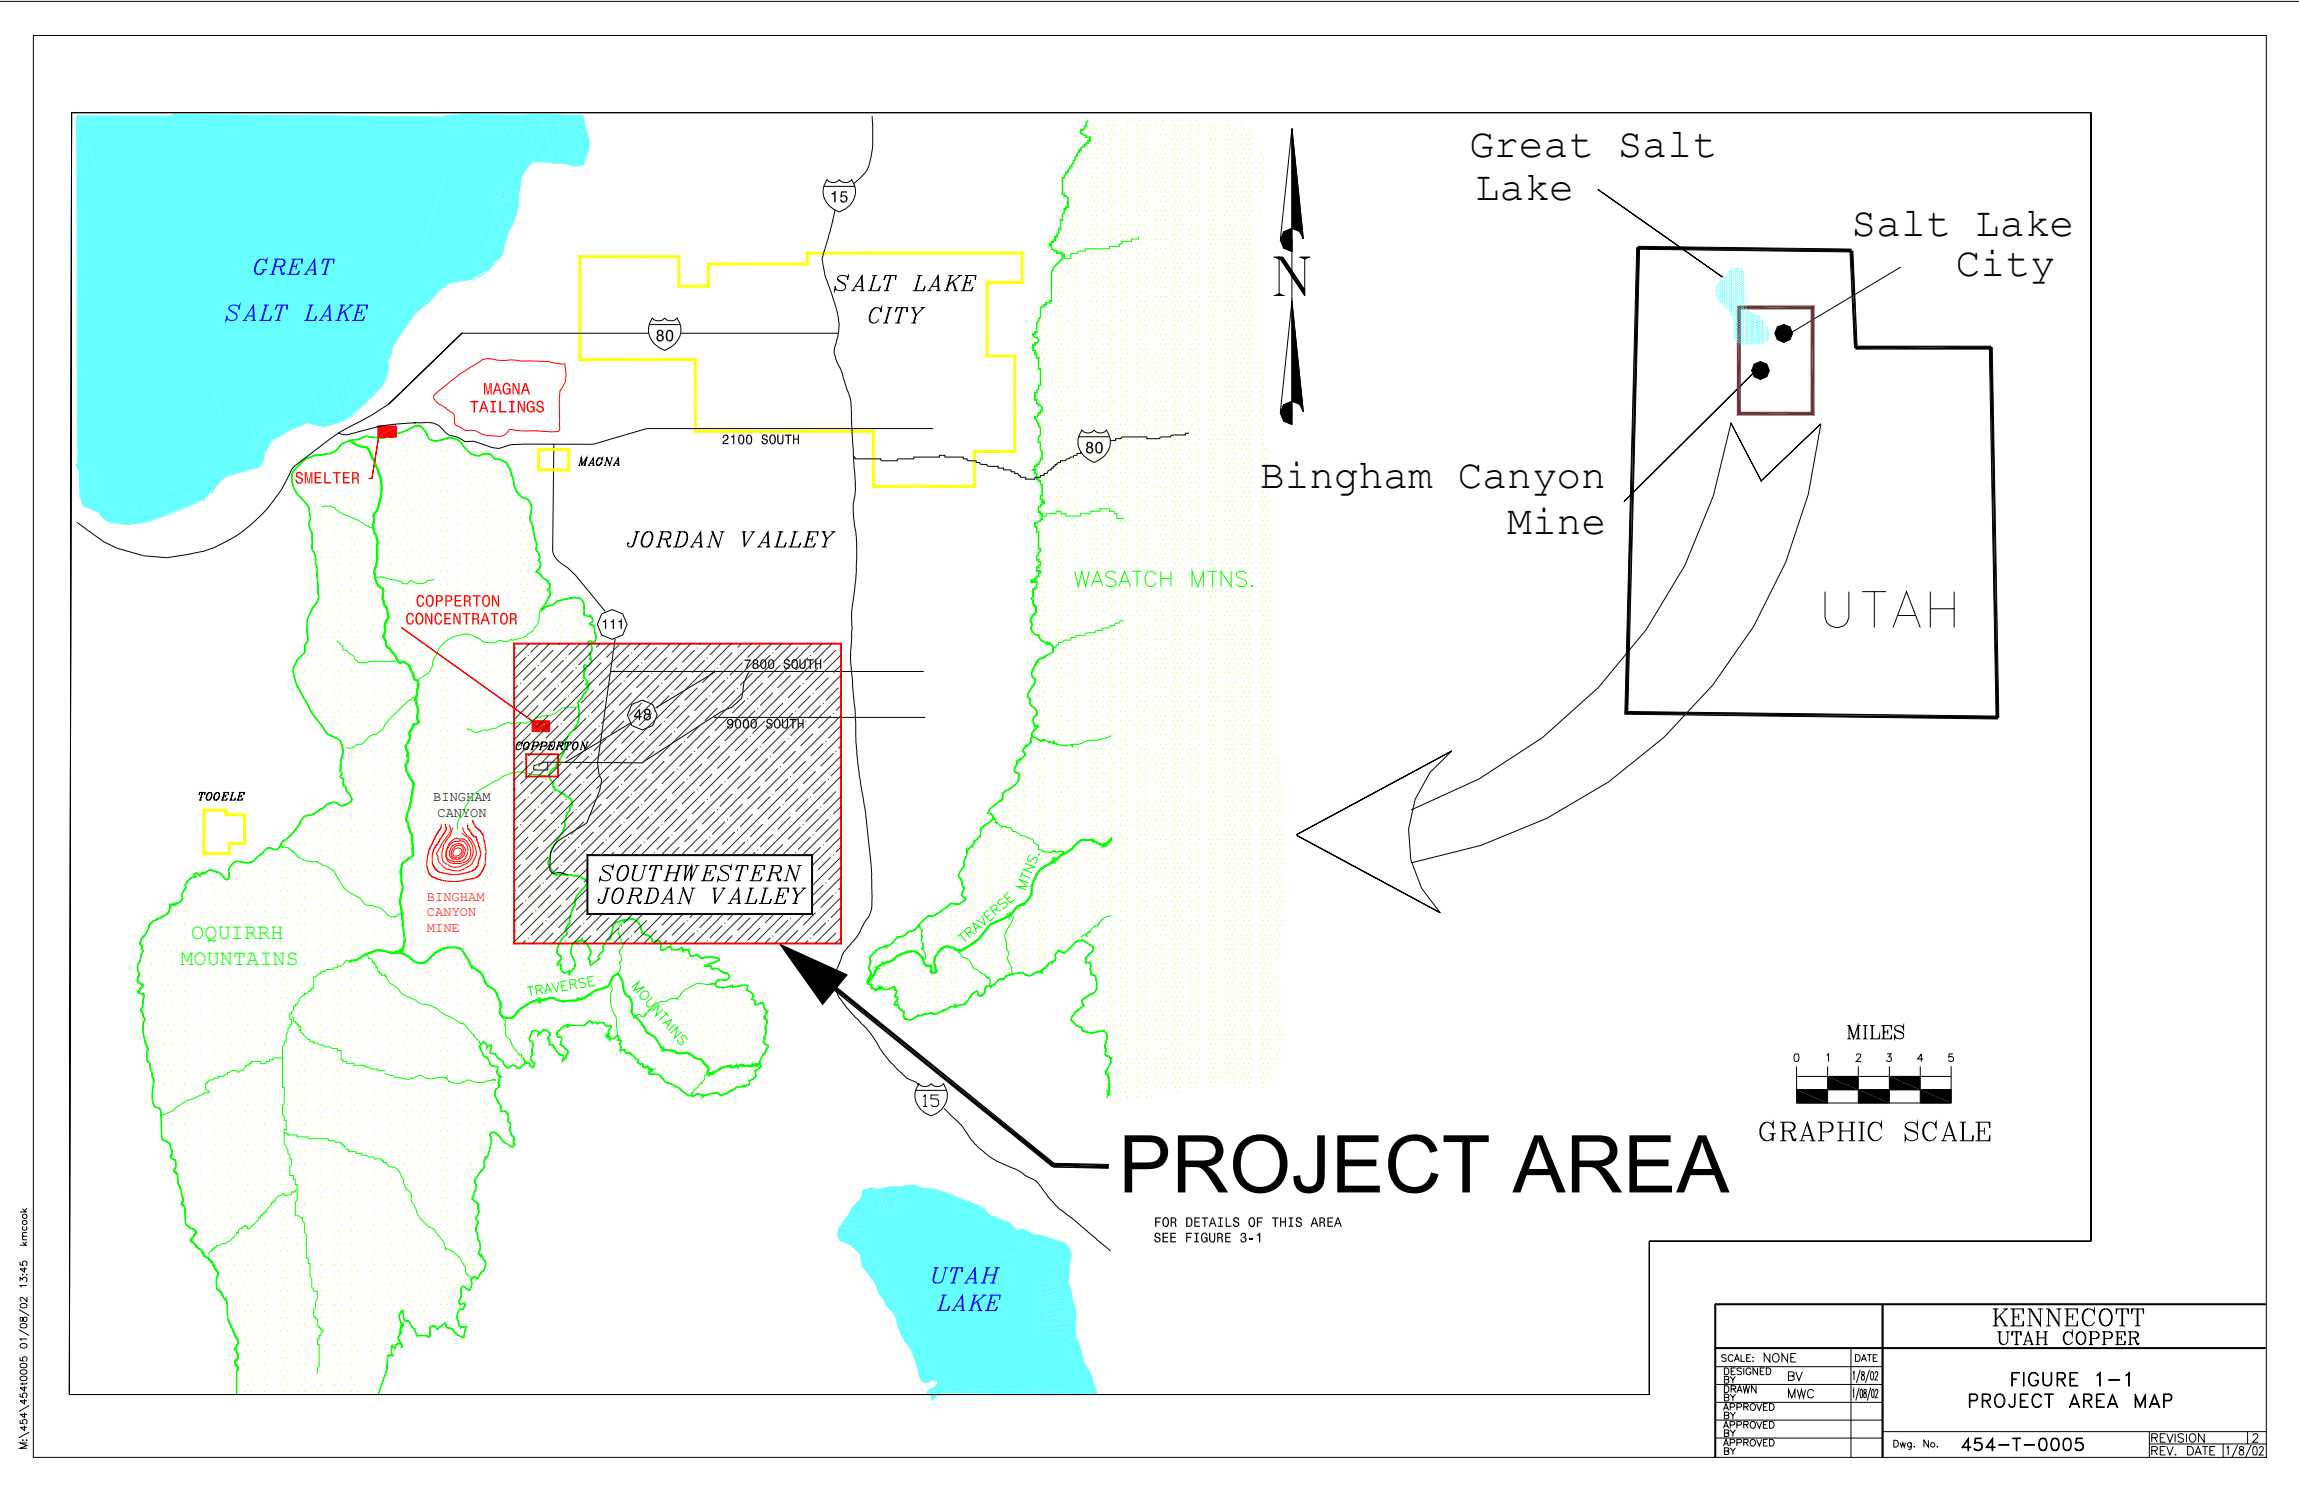 GREAT
SALT LAKE
15
SALT LAKE
CITY
80
MAGNA
TAILINGS
2100 SOUTH
80
MAGNA
SMELTER
JORDAN VALLEY
WASATCH MTNS.
COPPERTON
CONCENTRATOR
111
7800 SOUTH
48
9000 SOUTH
COPPERTON
TOOELE
BINGHAM
CANYON
BINGHAM
CANYON
MINE
SOUTHWESTERN
JORDAN VALLEY
OQUIRRH
MOUNTAINS
TRAVERSE
MOUNTAINS
TRAVERSE MTNS.
15
UTAH
LAKE
N
Great Salt
Lake
Salt Lake
City
Bingham Canyon
Mine
UTAH
MILES
0 1 2 3 4 5
GRAPHIC SCALE
PROJECT AREA
FOR DETAILS OF THIS AREA
SEE FIGURE 3-1
KENNECOTT
UTAH COPPER
FIGURE 1-1
PROJECT AREA MAP
SCALE: NONE DATE
DESIGNED BY BV 1/8/02
DRAWN BY MWC 1/08/02
APPROVED BY
APPROVED BY
APPROVED BY
Dwg. No. 454-T-0005
REVISION 2
REV. DATE 1/8/02
M:\454\454t0005 01/08/02 13:45 kmcook